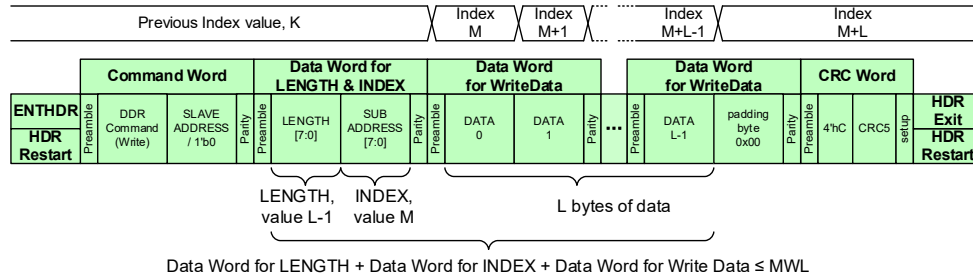 Previous Index value, K
Index M
Index M+1
Index M+L-1
Index M+L
Command Word
Data Word for LENGTH & INDEX
Data Word for WriteData
Data Word for WriteData
CRC Word
ENTHDR
HDR Restart
Preamble
DDR Command (Write)
SLAVE ADDRESS / 1'b0
Parity
Preamble
LENGTH [7:0]
SUB ADDRESS [7:0]
Parity
Preamble
DATA 0
DATA 1
Parity
...
Preamble
DATA L-1
padding byte 0x00
Parity
Preamble
4'hC
CRC5
setup
HDR Exit
HDR Restart
LENGTH, value L-1
INDEX, value M
L bytes of data
Data Word for LENGTH + Data Word for INDEX + Data Word for Write Data ≤ MWL